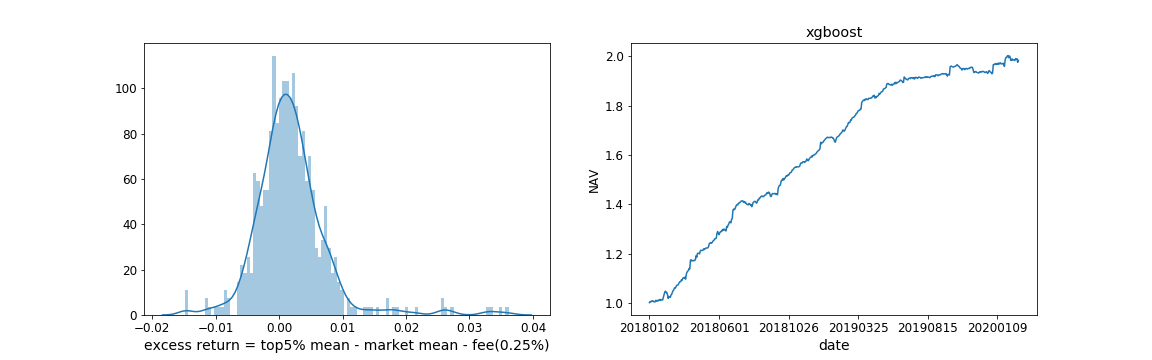 100
80
60
40
20
0
−0.02 −0.01 0.00 0.01 0.02 0.03 0.04
excess return = top5% mean - market mean - fee(0.25%)
xgboost
2.0
1.8
1.6
1.4
1.2
1.0
NAV
20180102 20180601 20181026 20190325 20190815 20200109
date